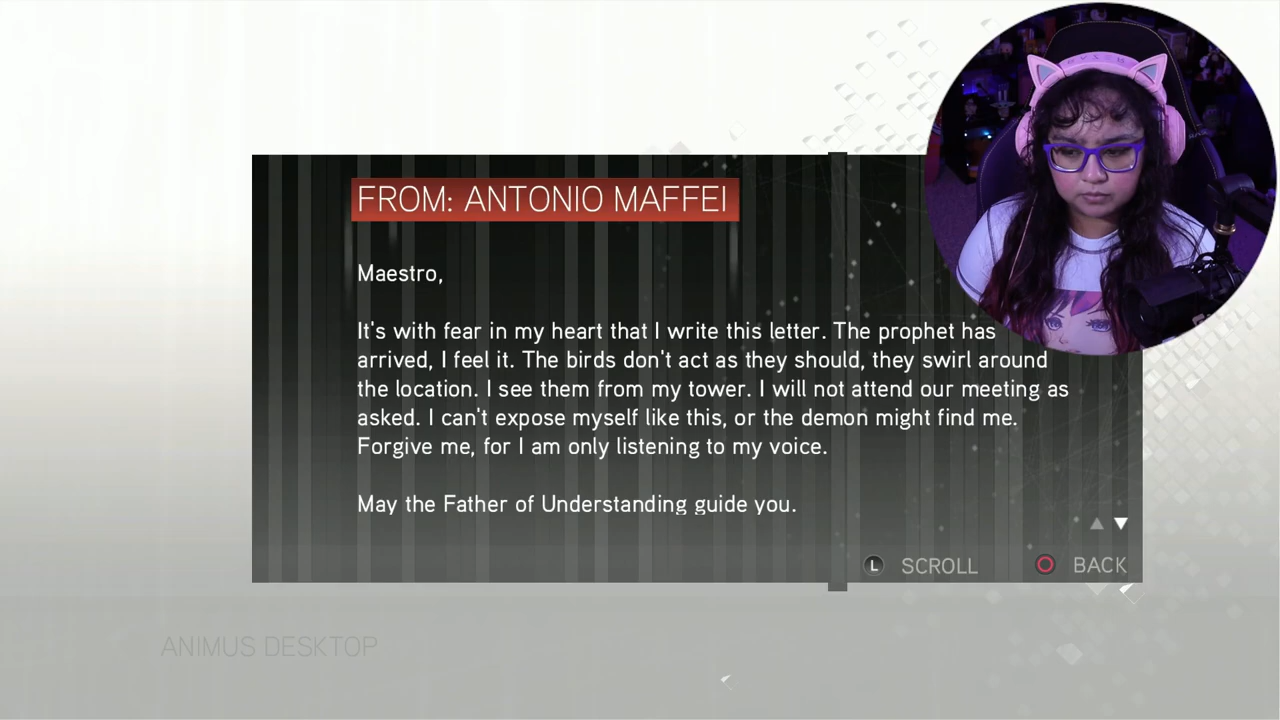 FROM: ANTONIO MAFFEI
Maestro,
It's with fear in my heart that I write this letter. The prophet has
arrived, I feel it. The birds don't act as they should, they swirl around
the location. I see them from my tower. I will not attend our meeting as
asked. I can't expose myself like this, or the demon might find me.
Forgive me, for I am only listening to my voice.
May the Father of Understanding guide you.
L SCROLL
BACK
ANIMUS DESKTOP